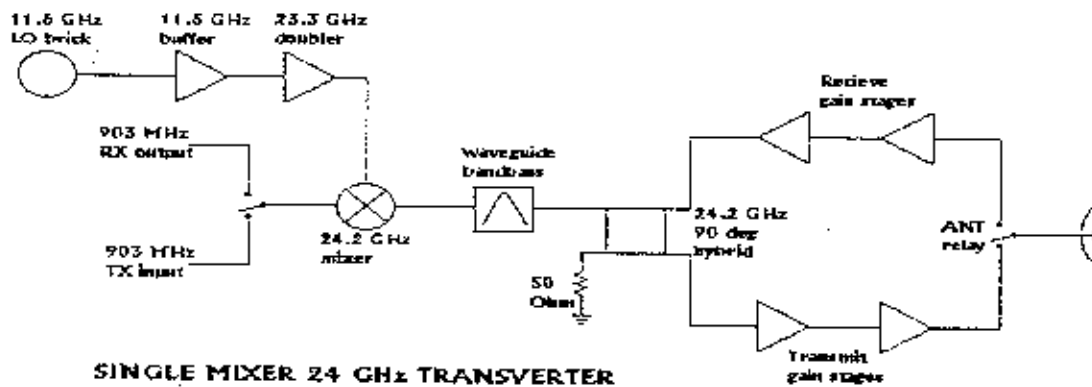 11.6 GHz
LO brick
11.6 GHz
buffer
23.3 GHz
doubler
903 MHz
RX output
903 MHz
TX input
24.2 GHz
mixer
Waveguide
bandpass
50
Ohm
24.2 GHz
90 deg
hybrid
Recieve
gain stages
ANT
relay
Transmit
gain stages
SINGLE MIXER 24 GHz TRANSVERTER